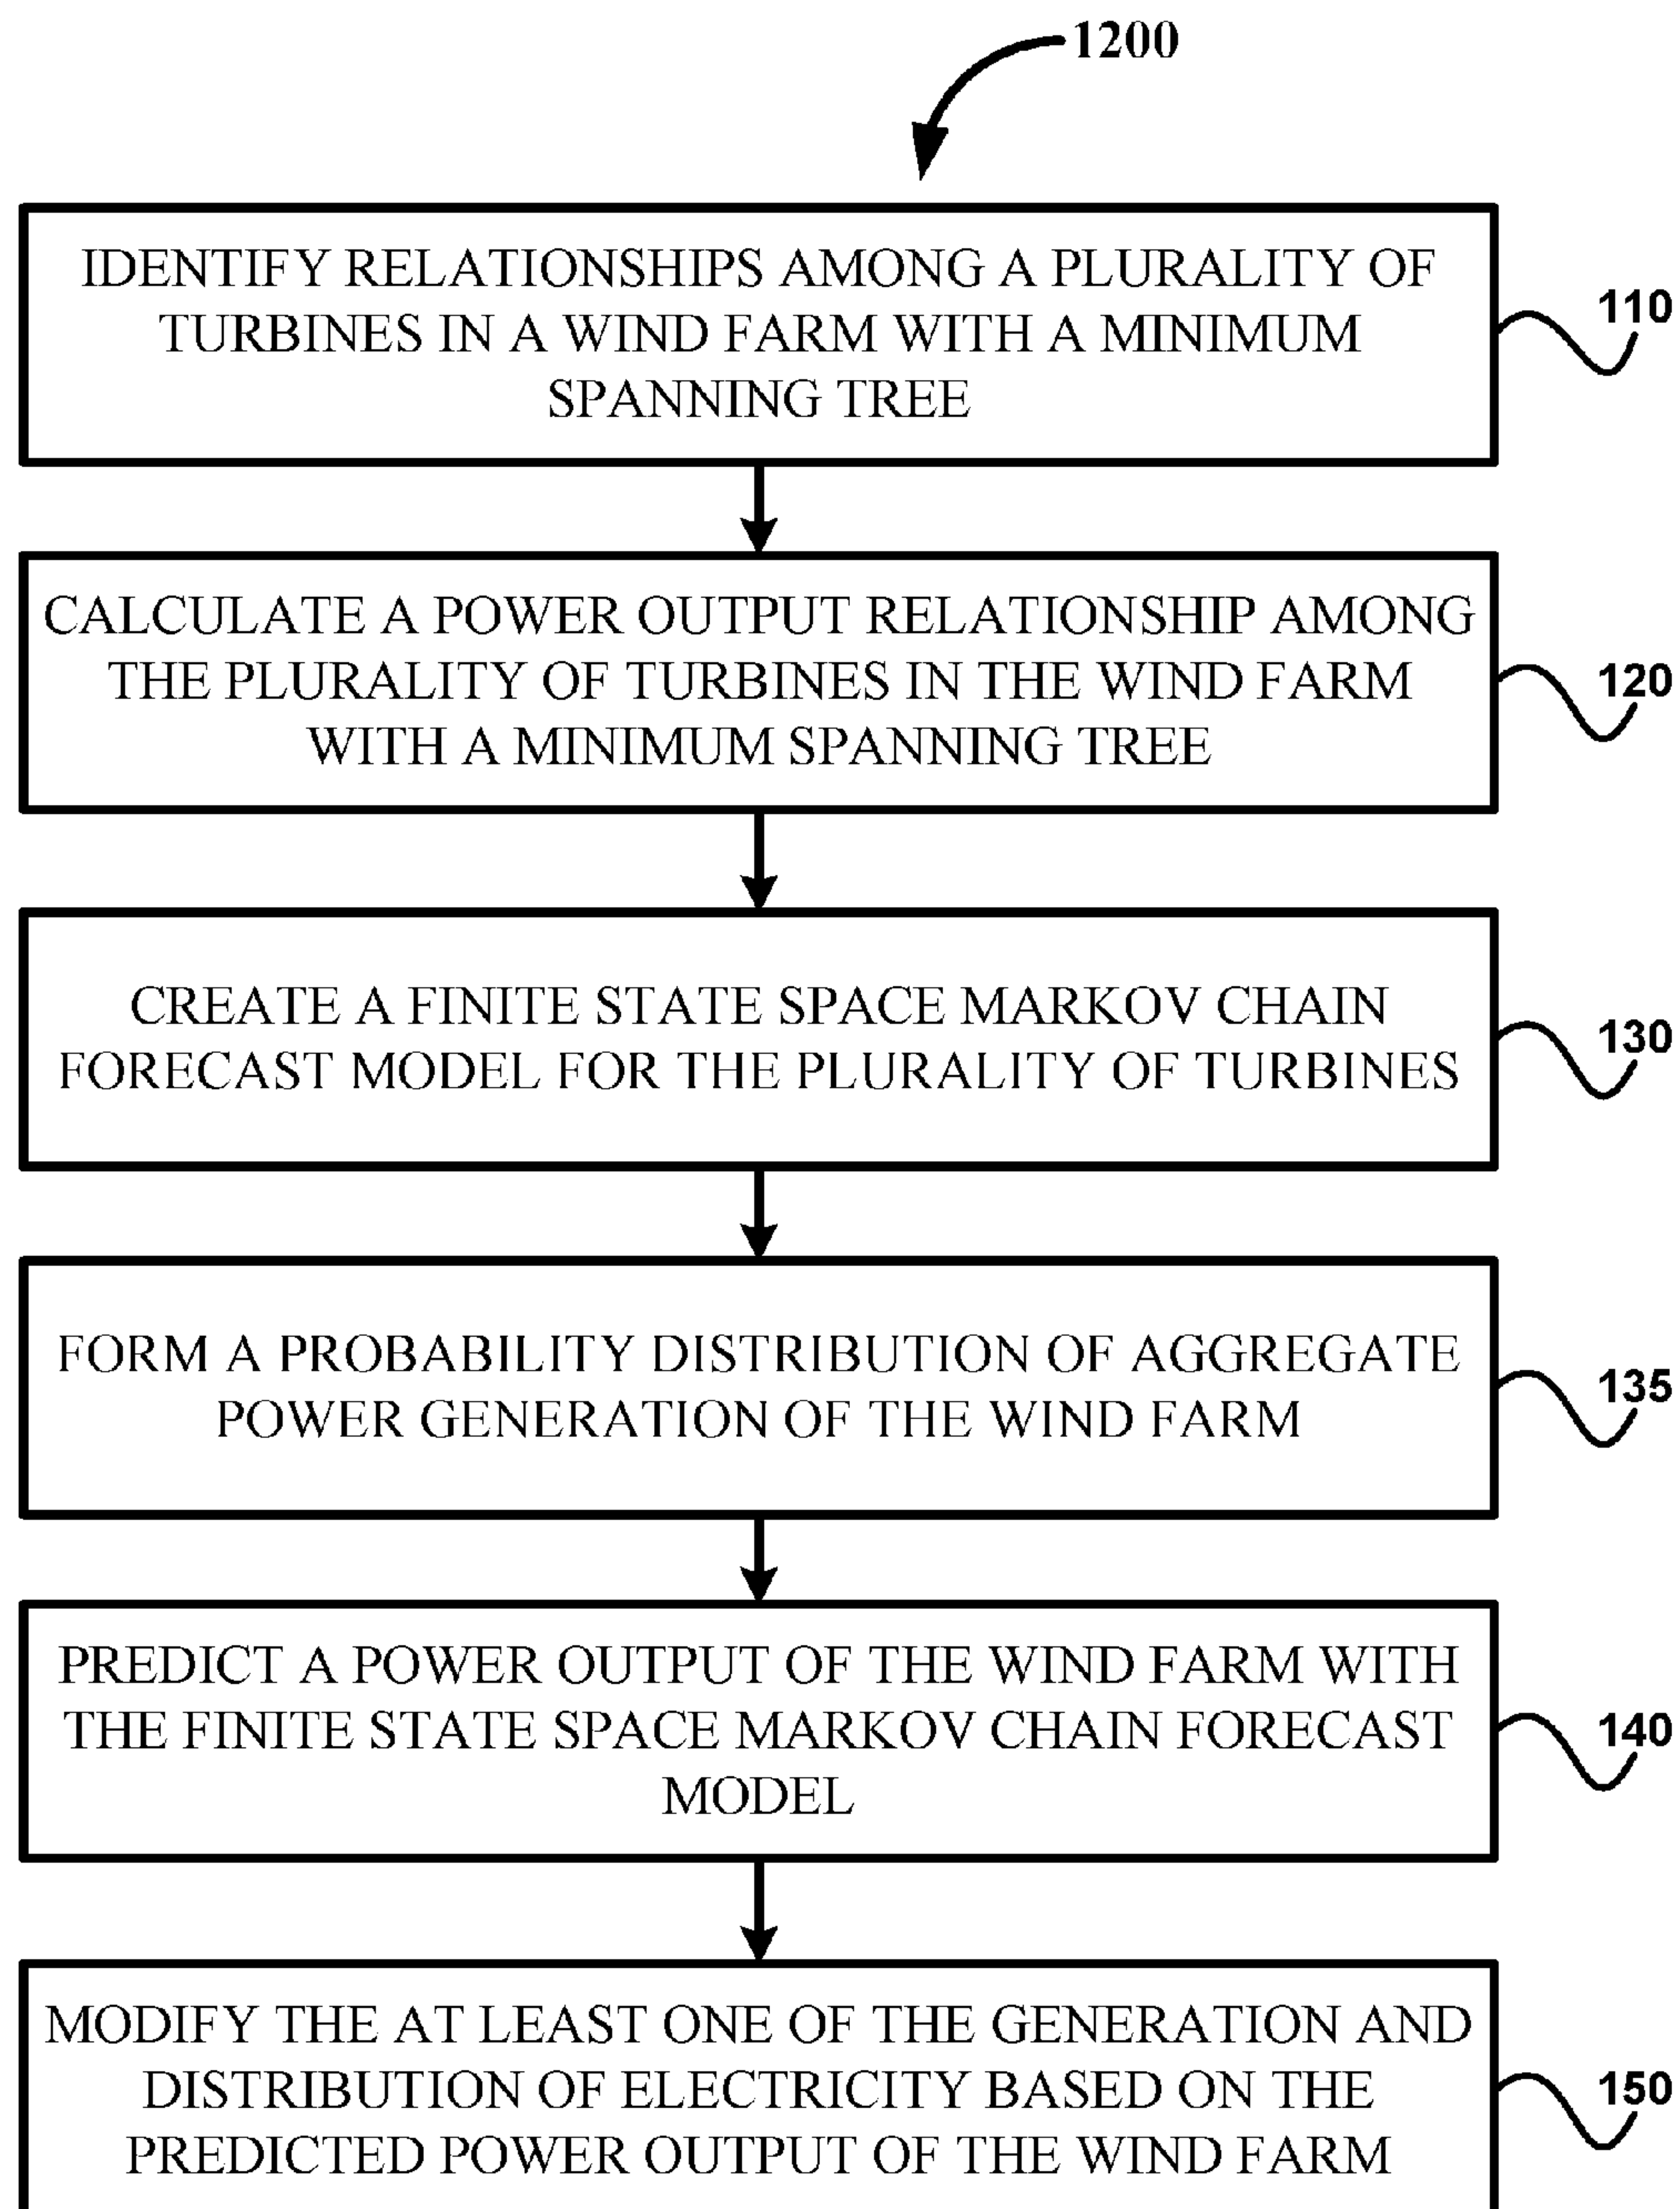 1200
IDENTIFY RELATIONSHIPS AMONG A PLURALITY OF
TURBINES IN A WIND FARM WITH A MINIMUM
SPANNING TREE
110
CALCULATE A POWER OUTPUT RELATIONSHIP AMONG
THE PLURALITY OF TURBINES IN THE WIND FARM
WITH A MINIMUM SPANNING TREE
120
CREATE A FINITE STATE SPACE MARKOV CHAIN
FORECAST MODEL FOR THE PLURALITY OF TURBINES
130
FORM A PROBABILITY DISTRIBUTION OF AGGREGATE
POWER GENERATION OF THE WIND FARM
135
PREDICT A POWER OUTPUT OF THE WIND FARM WITH
THE FINITE STATE SPACE MARKOV CHAIN FORECAST
MODEL
140
MODIFY THE AT LEAST ONE OF THE GENERATION AND
DISTRIBUTION OF ELECTRICITY BASED ON THE
PREDICTED POWER OUTPUT OF THE WIND FARM
150